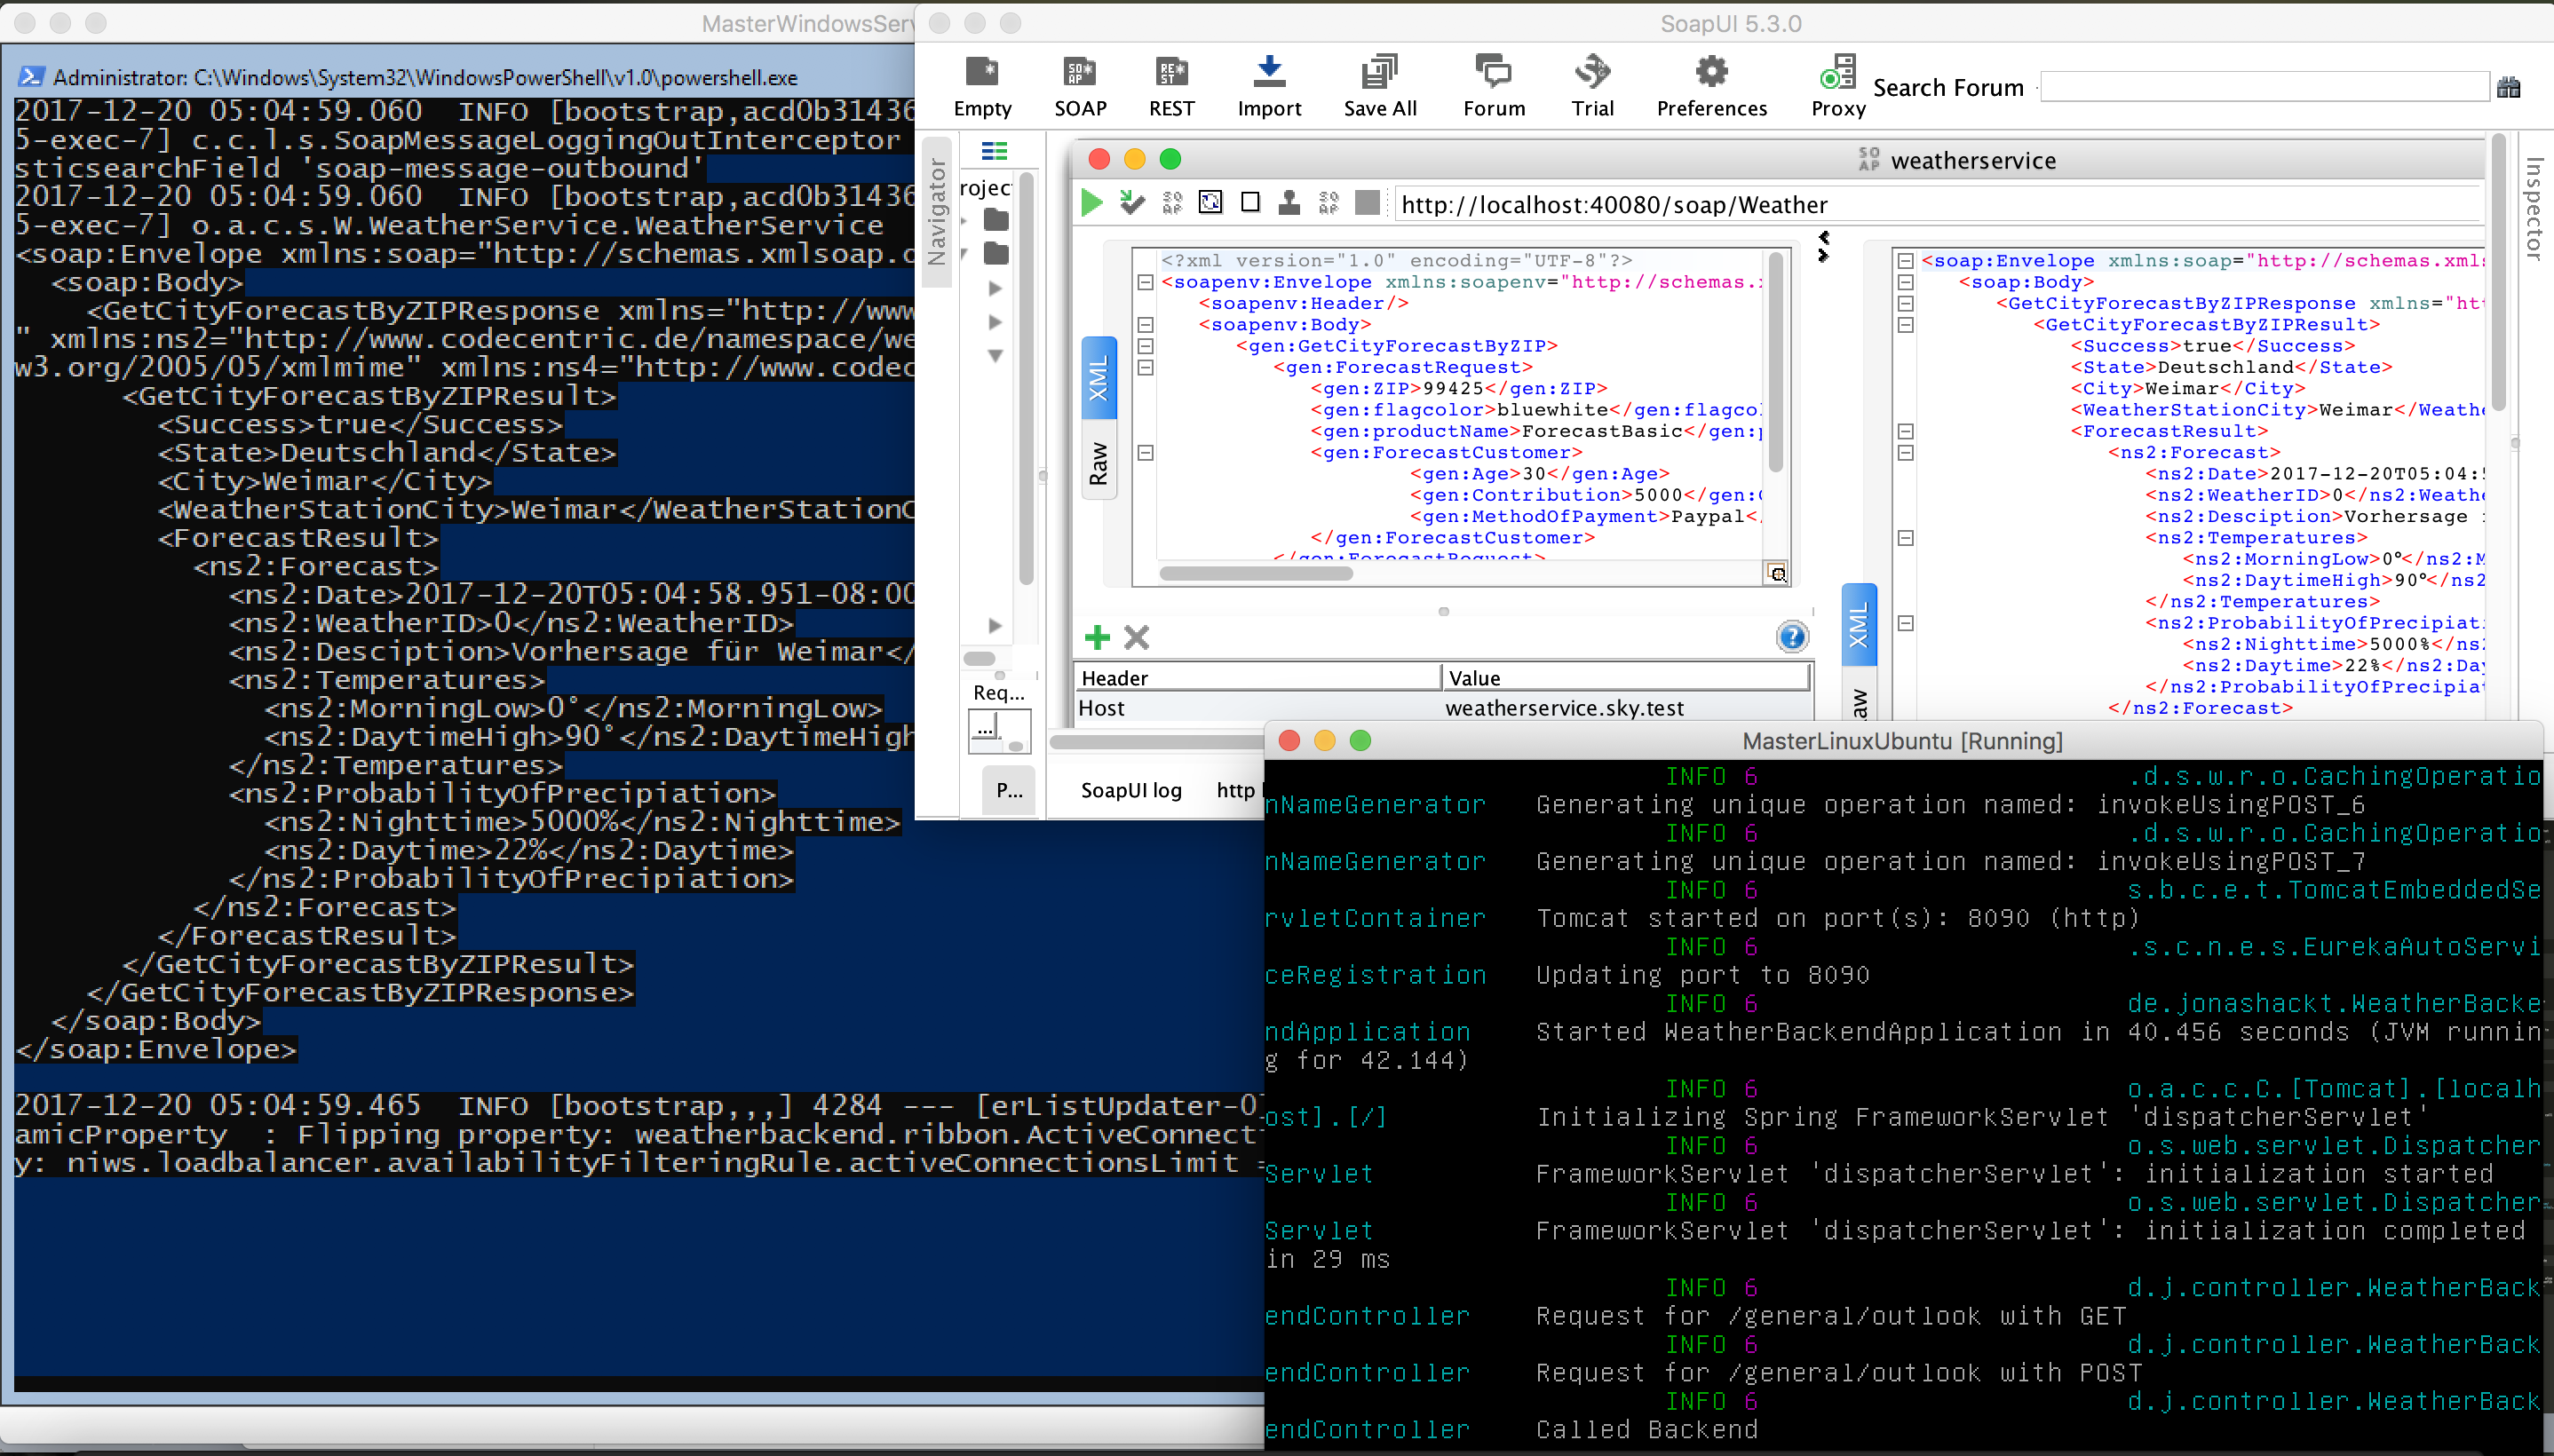 MasterWindowsServ
Administrator: C:\Windows\System32\WindowsPowerShell\v1.0\powershell.exe
2017-12-20 05:04:59.060  INFO [bootstrap,acd0b31436
5-exec-7] c.c.l.s.SoapMessageLoggingOutInterceptor
sticsearchField 'soap-message-outbound'
2017-12-20 05:04:59.060  INFO [bootstrap,acd0b31436
5-exec-7] o.a.c.s.W.WeatherService.WeatherService
<soap:Envelope xmlns:soap="http://schemas.xmlsoap.o
<soap:Body>
<GetCityForecastByZIPResponse xmlns="http://www
" xmlns:ns2="http://www.codecentric.de/namespace/we
w3.org/2005/05/xmlmime" xmlns:ns4="http://www.codec
<GetCityForecastByZIPResult>
<Success>true</Success>
<State>Deutschland</State>
<City>Weimar</City>
<WeatherStationCity>Weimar</WeatherStationC
<ForecastResult>
<ns2:Forecast>
<ns2:Date>2017-12-20T05:04:58.951-08:00
<ns2:WeatherID>0</ns2:WeatherID>
<ns2:Desciption>Vorhersage für Weimar</
<ns2:Temperatures>
<ns2:MorningLow>0°</ns2:MorningLow>
<ns2:DaytimeHigh>90°</ns2:DaytimeHigh
</ns2:Temperatures>
<ns2:ProbabilityOfPrecipiation>
<ns2:Nighttime>5000%</ns2:Nighttime>
<ns2:Daytime>22%</ns2:Daytime>
</ns2:ProbabilityOfPrecipiation>
</ns2:Forecast>
</ForecastResult>
</GetCityForecastByZIPResult>
</GetCityForecastByZIPResponse>
</soap:Body>
</soap:Envelope>
2017-12-20 05:04:59.465  INFO [bootstrap,,,] 4284 --- [erListUpdater-0]
amicProperty  : Flipping property: weatherbackend.ribbon.ActiveConnect
y: niws.loadbalancer.availabilityFilteringRule.activeConnectionsLimit =
SoapUI 5.3.0
Empty SOAP REST Import Save All Forum Trial Preferences Proxy Search Forum
Navigator
rojec
Req...
...
P...
SO AP weatherservice
http://localhost:40080/soap/Weather
Inspector
XML
Raw
<?xml version="1.0" encoding="UTF-8"?>
<soapenv:Envelope xmlns:soapenv="http://schemas.
<soapenv:Header/>
<soapenv:Body>
<gen:GetCityForecastByZIP>
<gen:ForecastRequest>
<gen:ZIP>99425</gen:ZIP>
<gen:flagcolor>bluewhite</gen:flagco
<gen:productName>ForecastBasic</gen:
<gen:ForecastCustomer>
<gen:Age>30</gen:Age>
<gen:Contribution>5000</gen:
<gen:MethodOfPayment>Paypal</
</gen:ForecastCustomer>
</gen:ForecastRequest>
Header Value
Host weatherservice.sky.test
SoapUI log http
XML
aw
<soap:Envelope xmlns:soap="http://schemas.xmls
<soap:Body>
<GetCityForecastByZIPResponse xmlns="htt
<GetCityForecastByZIPResult>
<Success>true</Success>
<State>Deutschland</State>
<City>Weimar</City>
<WeatherStationCity>Weimar</Weathe
<ForecastResult>
<ns2:Forecast>
<ns2:Date>2017-12-20T05:04:5
<ns2:WeatherID>0</ns2:Weathe
<ns2:Desciption>Vorhersage
<ns2:Temperatures>
<ns2:MorningLow>0°</ns2:M
<ns2:DaytimeHigh>90°</ns2
</ns2:Temperatures>
<ns2:ProbabilityOfPrecipiati
<ns2:Nighttime>5000%</ns2
<ns2:Daytime>22%</ns2:Day
</ns2:ProbabilityOfPrecipiat
</ns2:Forecast>
MasterLinuxUbuntu [Running]
INFO 6 .d.s.w.r.o.CachingOperatio
nNameGenerator Generating unique operation named: invokeUsingPOST_6
INFO 6 .d.s.w.r.o.CachingOperatio
nNameGenerator Generating unique operation named: invokeUsingPOST_7
INFO 6 s.b.c.e.t.TomcatEmbeddedSe
rvletContainer Tomcat started on port(s): 8090 (http)
INFO 6 .s.c.n.e.s.EurekaAutoServi
ceRegistration Updating port to 8090
INFO 6 de.jonashackt.WeatherBacke
ndApplication Started WeatherBackendApplication in 40.456 seconds (JVM runnin
g for 42.144)
INFO 6 o.a.c.c.C.[Tomcat].[localh
ost].[/] Initializing Spring FrameworkServlet 'dispatcherServlet'
INFO 6 o.s.web.servlet.Dispatcher
Servlet FrameworkServlet 'dispatcherServlet': initialization started
INFO 6 o.s.web.servlet.Dispatcher
Servlet FrameworkServlet 'dispatcherServlet': initialization completed
in 29 ms
INFO 6 d.j.controller.WeatherBack
endController Request for /general/outlook with GET
INFO 6 d.j.controller.WeatherBack
endController Request for /general/outlook with POST
INFO 6 d.j.controller.WeatherBack
endController Called Backend